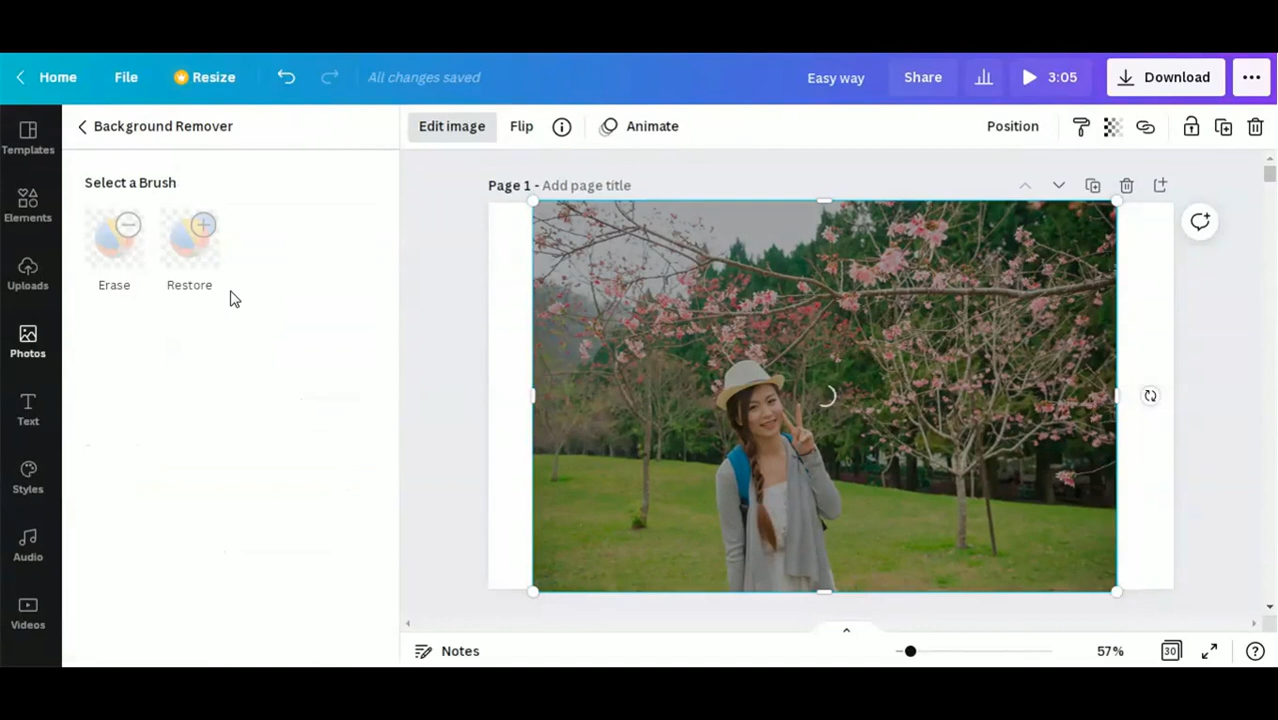 Home File Resize All changes saved Easy way Share 3:05 Download
Background Remover Edit image Flip Animate Position
Templates
Select a Brush
Page 1 - Add page title
Elements
Erase Restore
Uploads
Photos
Text
Styles
Audio
Videos
Notes 57% 30